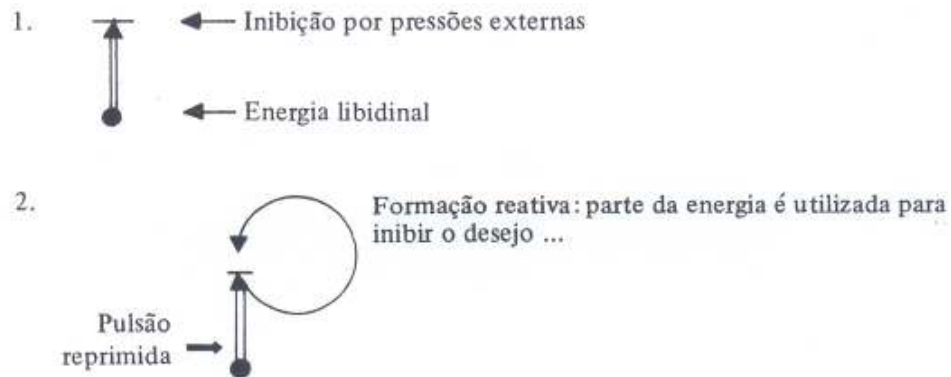 1. Inibição por pressões externas
Energia libidinal
2. Formação reativa: parte da energia é utilizada para
inibir o desejo ...
Pulsão
reprimida